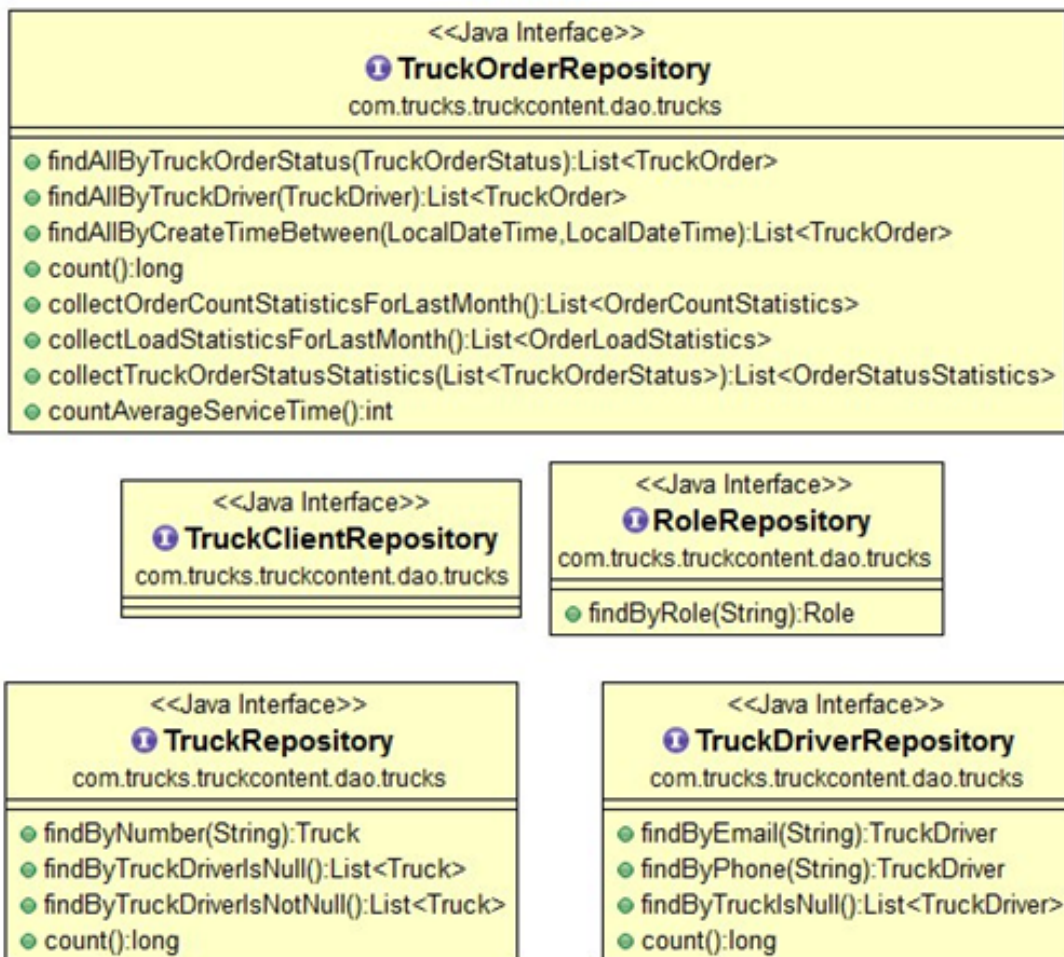 <<Java Interface>>
TruckOrderRepository
com.trucks.truckcontent.dao.trucks
findAllByTruckOrderStatus(TruckOrderStatus):List<TruckOrder>
findAllByTruckDriver(TruckDriver):List<TruckOrder>
findAllByCreateTimeBetween(LocalDateTime,LocalDateTime):List<TruckOrder>
count():long
collectOrderCountStatisticsForLastMonth():List<OrderCountStatistics>
collectLoadStatisticsForLastMonth():List<OrderLoadStatistics>
collectTruckOrderStatusStatistics(List<TruckOrderStatus>):List<OrderStatusStatistics>
countAverageServiceTime():int
<<Java Interface>>
TruckClientRepository
com.trucks.truckcontent.dao.trucks
<<Java Interface>>
RoleRepository
com.trucks.truckcontent.dao.trucks
findByRole(String):Role
<<Java Interface>>
TruckRepository
com.trucks.truckcontent.dao.trucks
findByNumber(String):Truck
findByTruckDriverIsNull():List<Truck>
findByTruckDriverIsNotNull():List<Truck>
count():long
<<Java Interface>>
TruckDriverRepository
com.trucks.truckcontent.dao.trucks
findByEmail(String):TruckDriver
findByPhone(String):TruckDriver
findByTruckIsNull():List<TruckDriver>
count():long